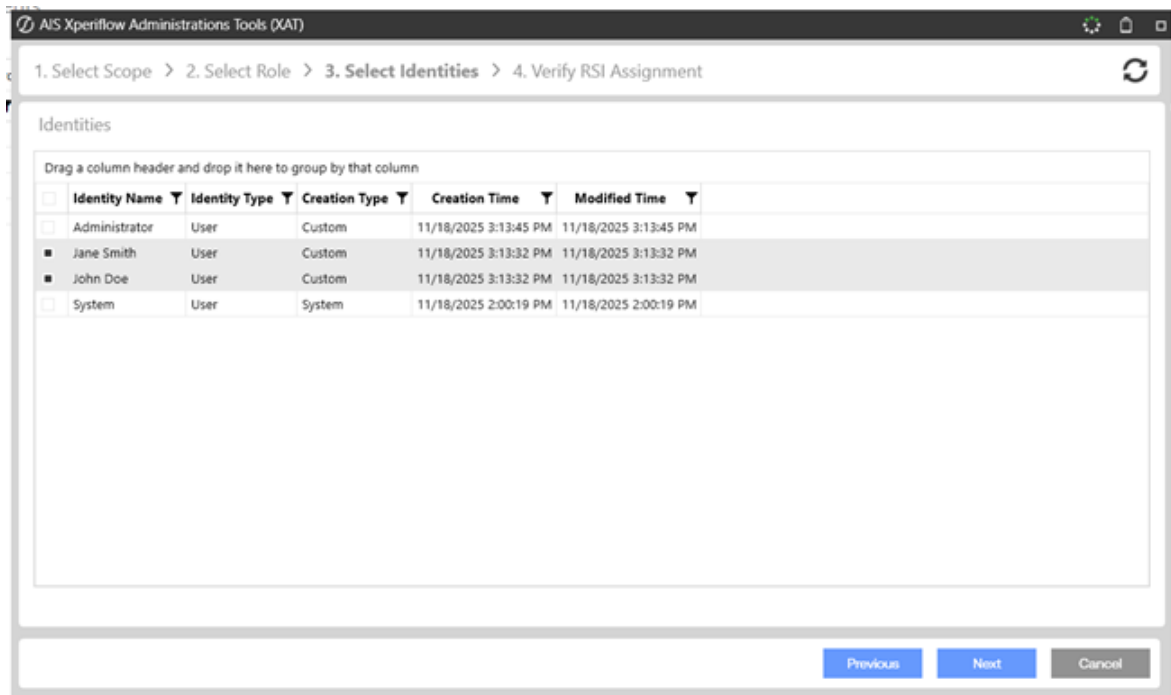 AIS Xperiflow Administrations Tools (XAT)
1. Select Scope > 2. Select Role > 3. Select Identities > 4. Verify RSI Assignment
Identities
Drag a column header and drop it here to group by that column
Identity Name Identity Type Creation Type Creation Time Modified Time
Administrator User Custom 11/18/2025 3:13:45 PM 11/18/2025 3:13:45 PM
Jane Smith User Custom 11/18/2025 3:13:32 PM 11/18/2025 3:13:32 PM
John Doe User Custom 11/18/2025 3:13:32 PM 11/18/2025 3:13:32 PM
System User System 11/18/2025 2:00:19 PM 11/18/2025 2:00:19 PM
Previous Next Cancel